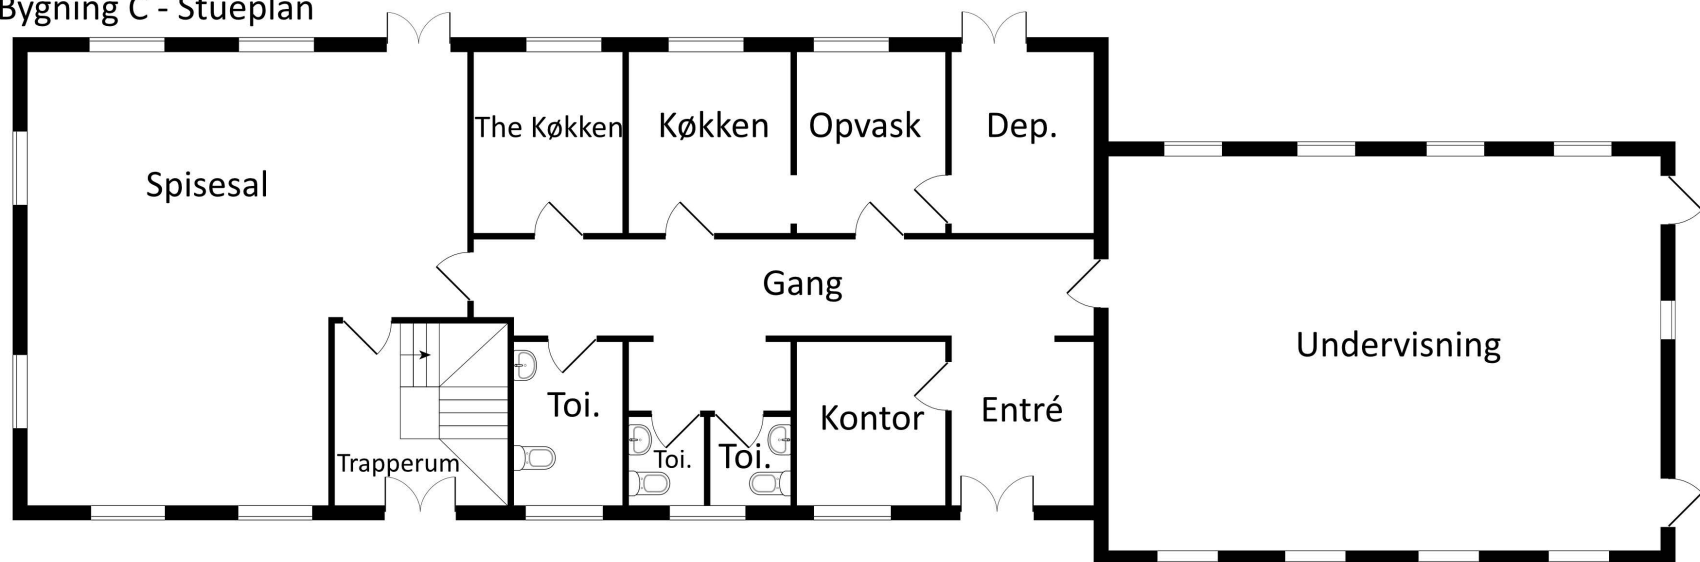 Bygning C - Stueplan
The Køkken
Køkken
Opvask
Dep.
Spisesal
Gang
Undervisning
Toi.
Kontor
Entré
Trapperum
Toi.
Toi.